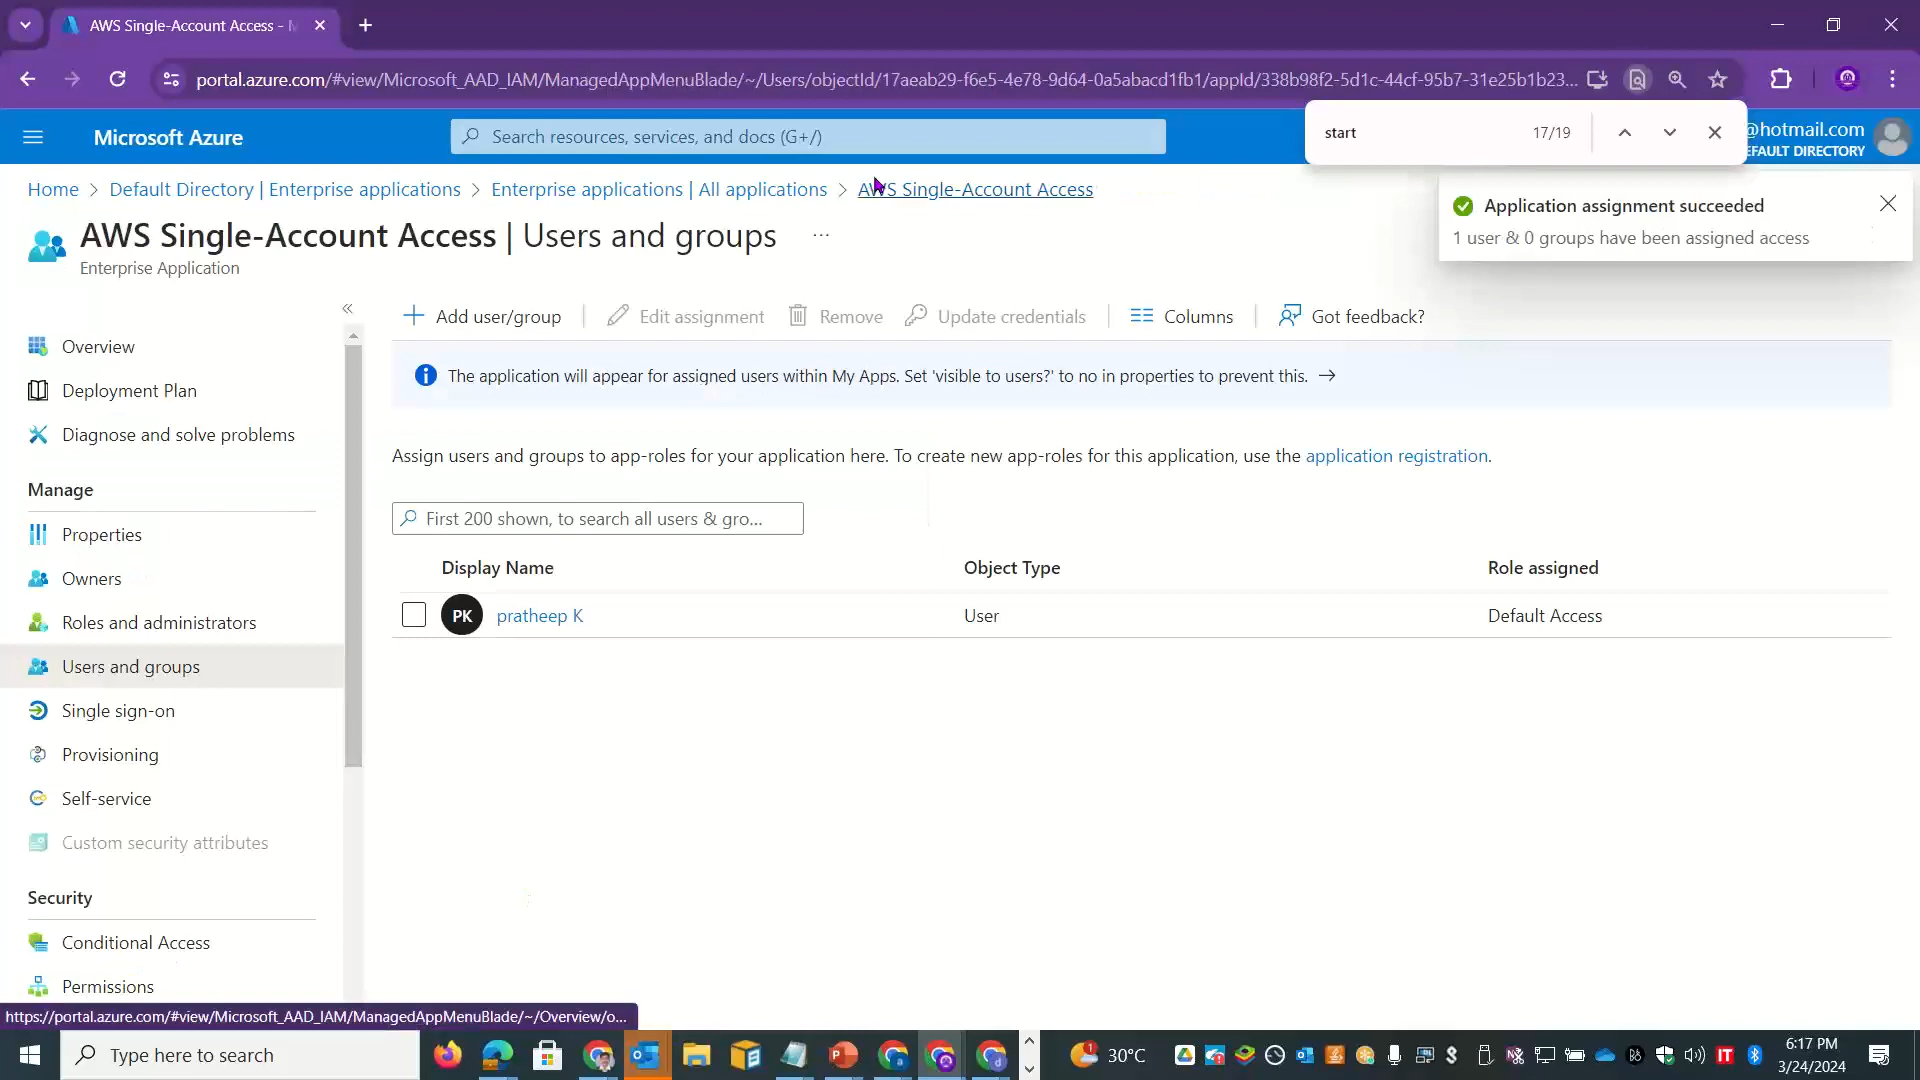 AWS Single-Account Access - M
portal.azure.com/#view/Microsoft_AAD_IAM/ManagedAppMenuBlade/~/Users/objectId/17aeab29-f6e5-4e78-9d64-0a5abacd1fb1/appId/338b98f2-5d1c-44cf-95b7-31e25b1b23...
start 17/19
Microsoft Azure
Search resources, services, and docs (G+/)
@hotmail.com
EFAULT DIRECTORY
Home > Default Directory | Enterprise applications > Enterprise applications | All applications > AWS Single-Account Access
AWS Single-Account Access | Users and groups ...
Enterprise Application
Application assignment succeeded
1 user & 0 groups have been assigned access
Add user/group
Edit assignment
Remove
Update credentials
Columns
Got feedback?
The application will appear for assigned users within My Apps. Set 'visible to users?' to no in properties to prevent this. →
Assign users and groups to app-roles for your application here. To create new app-roles for this application, use the application registration.
First 200 shown, to search all users & gro...
Display Name Object Type Role assigned
PK pratheep K User Default Access
Overview
Deployment Plan
Diagnose and solve problems
Manage
Properties
Owners
Roles and administrators
Users and groups
Single sign-on
Provisioning
Self-service
Custom security attributes
Security
Conditional Access
Permissions
https://portal.azure.com/#view/Microsoft_AAD_IAM/ManagedAppMenuBlade/~/Overview/o...
Type here to search
30°C
6:17 PM
3/24/2024